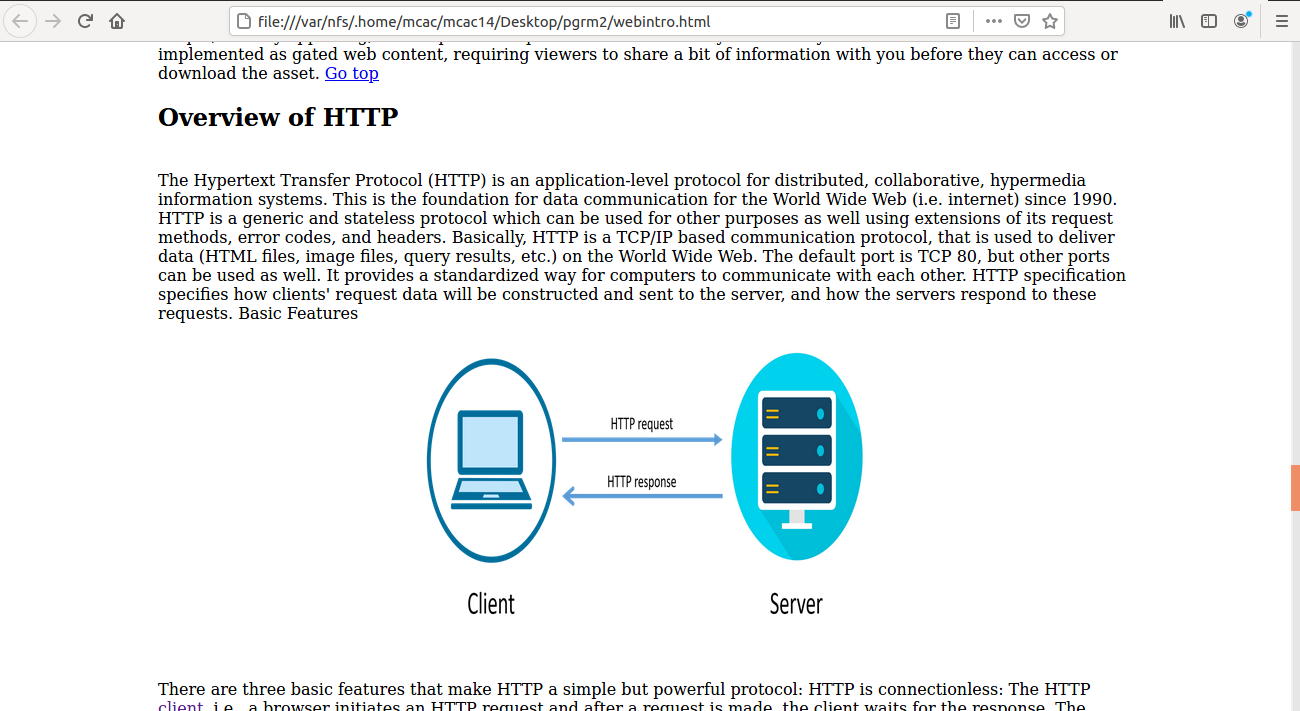 file:///var/nfs/.home/mcac/mcac14/Desktop/pgrm2/webintro.html
implemented as gated web content, requiring viewers to share a bit of information with you before they can access or
download the asset. Go top
Overview of HTTP
The Hypertext Transfer Protocol (HTTP) is an application-level protocol for distributed, collaborative, hypermedia
information systems. This is the foundation for data communication for the World Wide Web (i.e. internet) since 1990.
HTTP is a generic and stateless protocol which can be used for other purposes as well using extensions of its request
methods, error codes, and headers. Basically, HTTP is a TCP/IP based communication protocol, that is used to deliver
data (HTML files, image files, query results, etc.) on the World Wide Web. The default port is TCP 80, but other ports
can be used as well. It provides a standardized way for computers to communicate with each other. HTTP specification
specifies how clients' request data will be constructed and sent to the server, and how the servers respond to these
requests. Basic Features
HTTP request
HTTP response
Client
Server
There are three basic features that make HTTP a simple but powerful protocol: HTTP is connectionless: The HTTP
client, i.e., a browser initiates an HTTP request and after a request is made, the client waits for the response. The